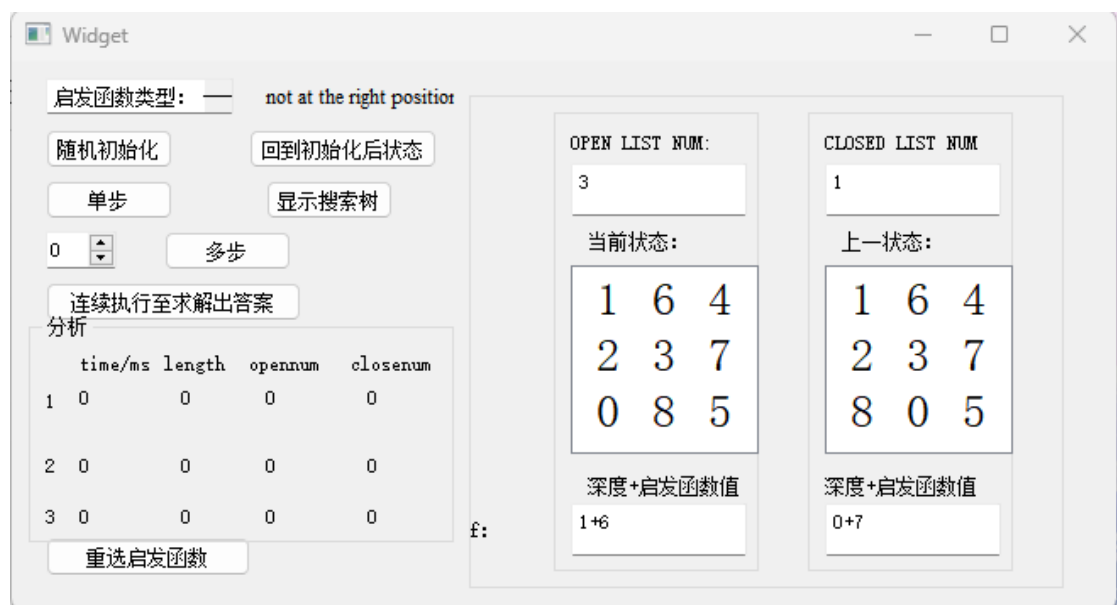 Widget
启发函数类型: 一
not at the right position
随机初始化
回到初始化后状态
单步
显示搜索树
0
多步
连续执行至求解出答案
分析
time/ms length opennum closenum
1 0 0 0 0
2 0 0 0 0
3 0 0 0 0
重选启发函数
f:
OPEN LIST NUM:
3
当前状态:
1 6 4
2 3 7
0 8 5
深度+启发函数值
1+6
CLOSED LIST NUM
1
上一状态:
1 6 4
2 3 7
8 0 5
深度+启发函数值
0+7